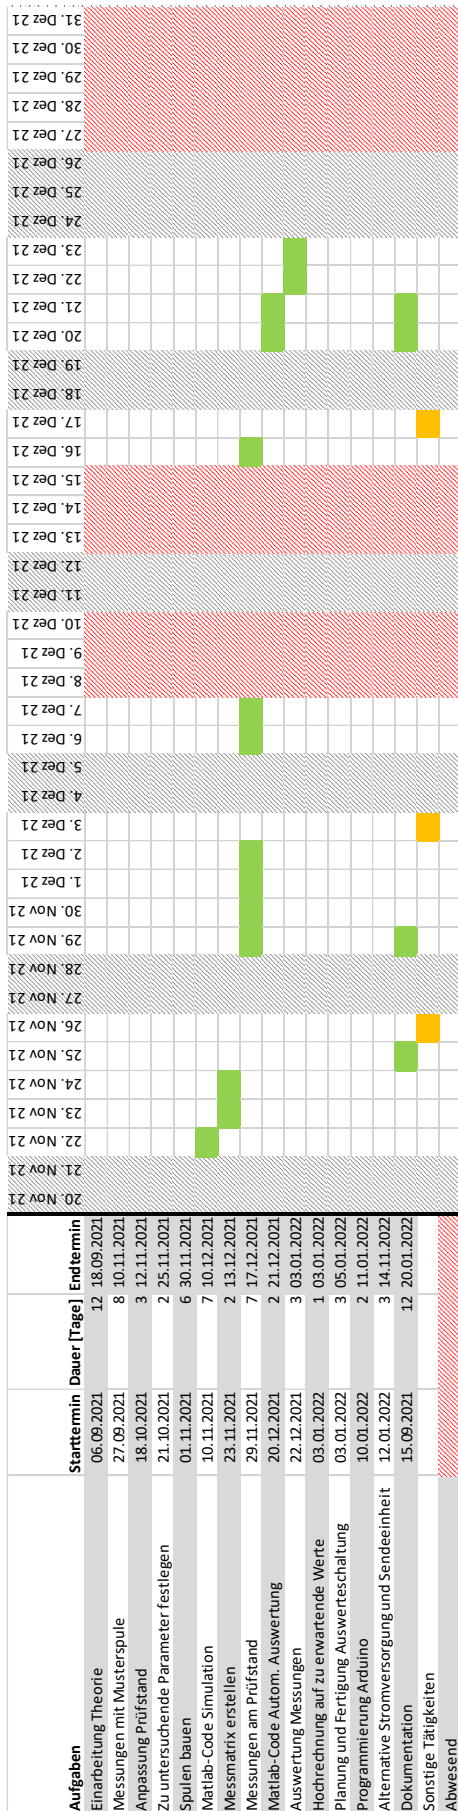 Aufgaben Starttermin Dauer [Tage] Endtermin 20. Nov 21 21. Nov 21 22. Nov 21 23. Nov 21 24. Nov 21 25. Nov 21 26. Nov 21 27. Nov 21 28. Nov 21 29. Nov 21 30. Nov 21 1. Dez 21 2. Dez 21 3. Dez 21 4. Dez 21 5. Dez 21 6. Dez 21 7. Dez 21 8. Dez 21 9. Dez 21 10. Dez 21 11. Dez 21 12. Dez 21 13. Dez 21 14. Dez 21 15. Dez 21 16. Dez 21 17. Dez 21 18. Dez 21 19. Dez 21 20. Dez 21 21. Dez 21 22. Dez 21 23. Dez 21 24. Dez 21 25. Dez 21 26. Dez 21 27. Dez 21 28. Dez 21 29. Dez 21 30. Dez 21 31. Dez 21
Einarbeitung Theorie 06.09.2021 12 18.09.2021
Messungen mit Musterspule 27.09.2021 8 10.11.2021
Anpassung Prüfstand 18.10.2021 3 12.11.2021
Zu untersuchende Parameter festlegen 21.10.2021 2 25.11.2021
Spulen bauen 01.11.2021 6 30.11.2021
Matlab-Code Simulation 10.11.2021 7 10.12.2021
Messmatrix erstellen 23.11.2021 2 13.12.2021
Messungen am Prüfstand 29.11.2021 7 17.12.2021
Matlab-Code Autom. Auswertung 20.12.2021 2 21.12.2021
Auswertung Messungen 22.12.2021 3 03.01.2022
Hochrechnung auf zu erwartende Werte 03.01.2022 1 03.01.2022
Planung und Fertigung Auswerteschaltung 03.01.2022 3 05.01.2022
Programmierung Arduino 10.01.2022 2 11.01.2022
Alternative Stromversorgung und Sendeeinheit 12.01.2022 3 14.11.2022
Dokumentation 15.09.2021 12 20.01.2022
Sonstige Tätigkeiten
Abwesend